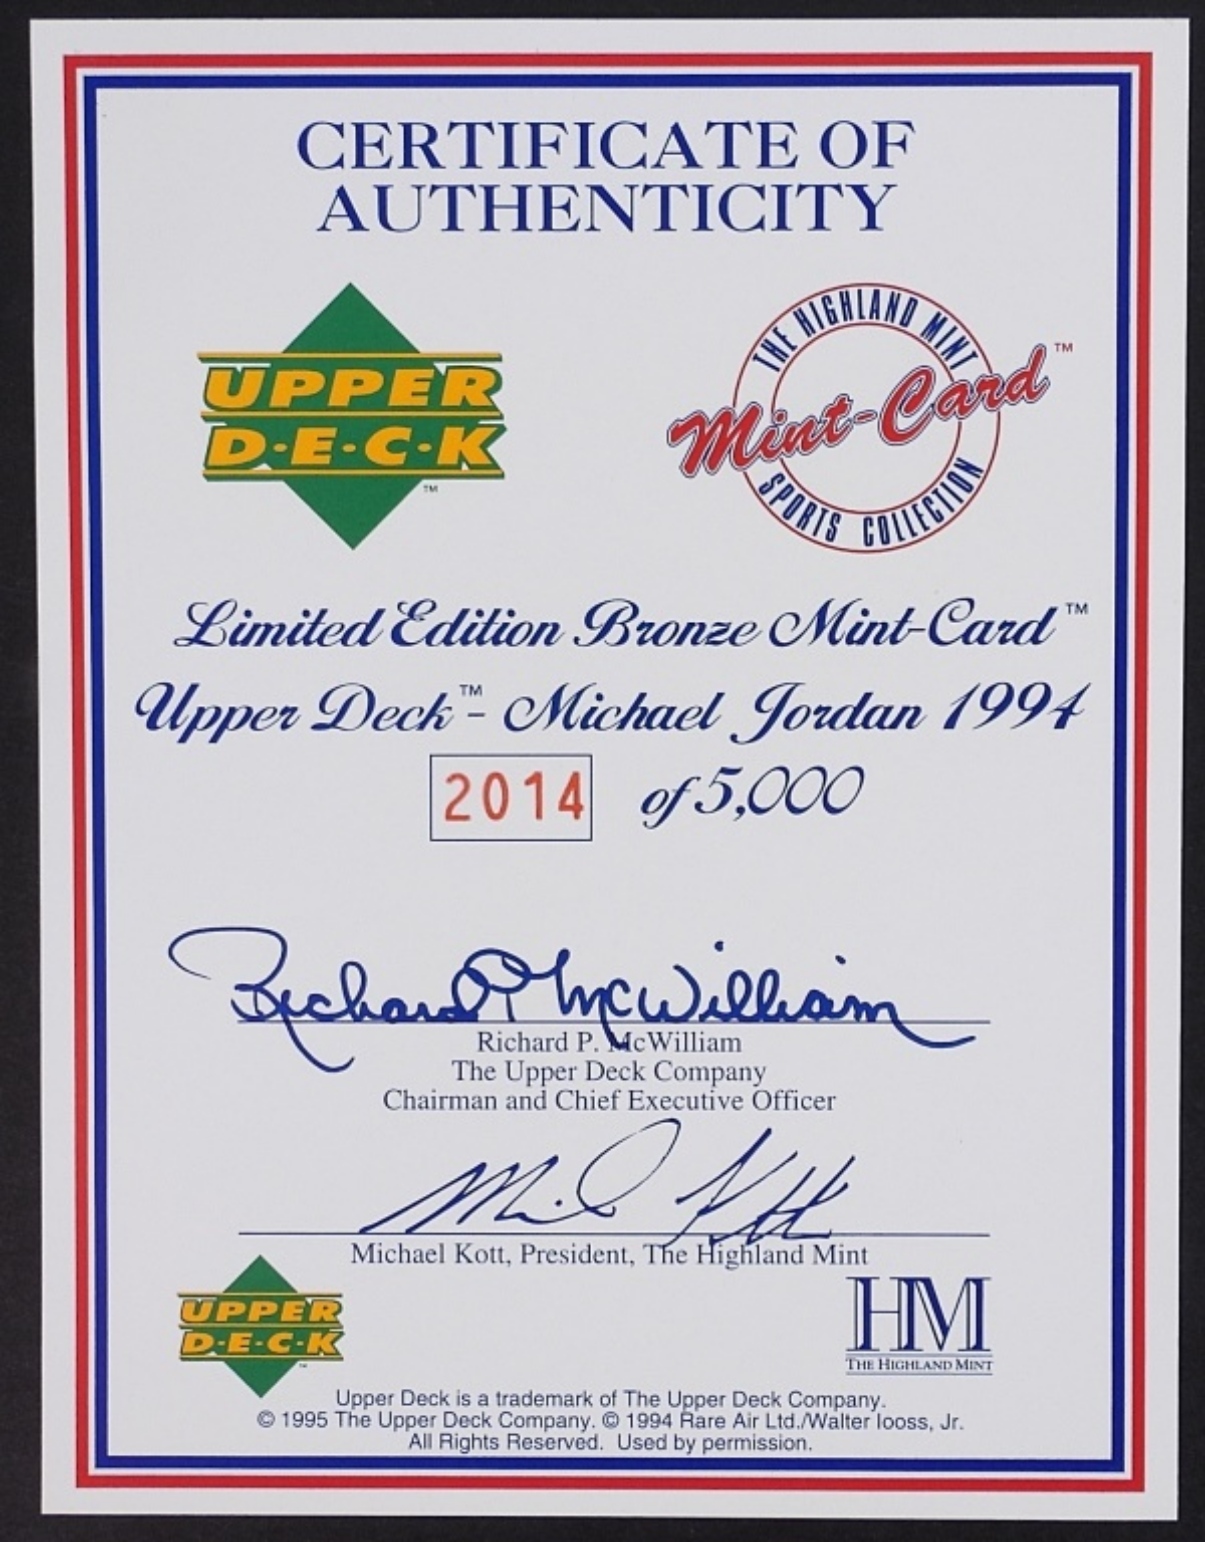 CERTIFICATE OF
AUTHENTICITY
UPPER
D·E·C·K
™
THE HIGHLAND MINT
Mint-Card™
SPORTS COLLECTION
Limited Edition Bronze Mint-Card™
Upper Deck™ - Michael Jordan 1994
2014 of 5,000
Richard P. McWilliam
Richard P. McWilliam
The Upper Deck Company
Chairman and Chief Executive Officer
Michael Kott, President, The Highland Mint
UPPER
D·E·C·K
™
HM
THE HIGHLAND MINT
Upper Deck is a trademark of The Upper Deck Company.
© 1995 The Upper Deck Company. © 1994 Rare Air Ltd./Walter Iooss, Jr.
All Rights Reserved. Used by permission.